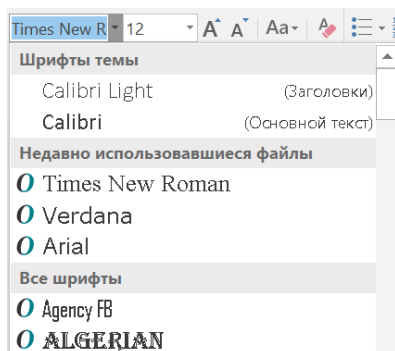 Times New R 12 A A Aa
Шрифты темы
Calibri Light (Заголовки)
Calibri (Основной текст)
Недавно использовавшиеся файлы
O Times New Roman
O Verdana
O Arial
Все шрифты
O Agency FB
O ALGERIAN